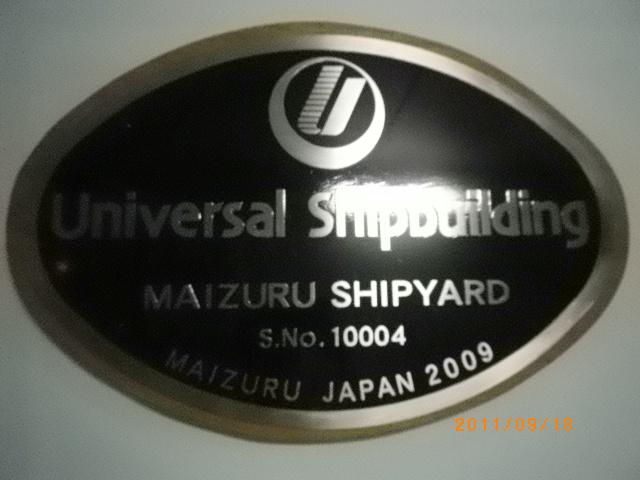 Universal Shipbuilding
MAIZURU SHIPYARD
S.No. 10004
MAIZURU JAPAN 2009
2011/09/18